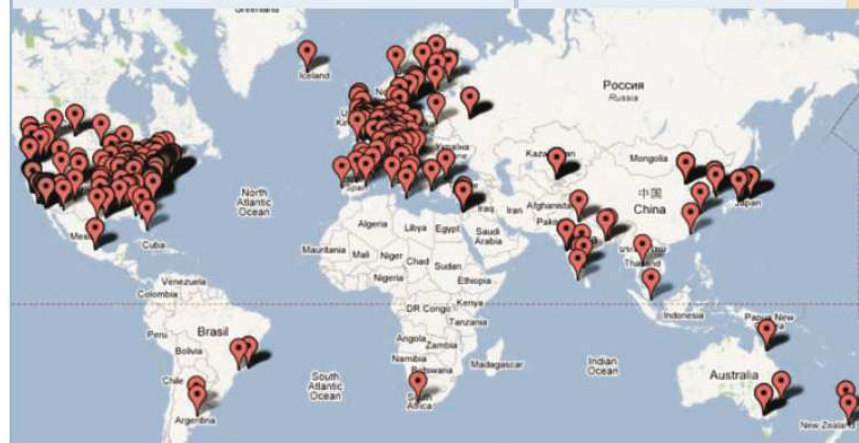 Greenland
Iceland
Россия
Russia
Kazakhstan
Mongolia
中国
China
Japan
Afghanistan
Iraq
Iran
North
Atlantic
Ocean
Algeria
Libya
Egypt
Saudi
Arabia
Mauritania
Mali
Niger
Chad
Sudan
Nigeria
Ethiopia
Cuba
Thailand
Venezuela
Colombia
DR Congo
Kenya
Tanzania
Indonesia
Papua New
Peru
Brasil
Bolivia
Angola
Zambia
Namibia
Botswana
Madagascar
Indian
Ocean
South
Atlantic
Ocean
Chile
Argentina
South
Africa
Australia
New Zealand